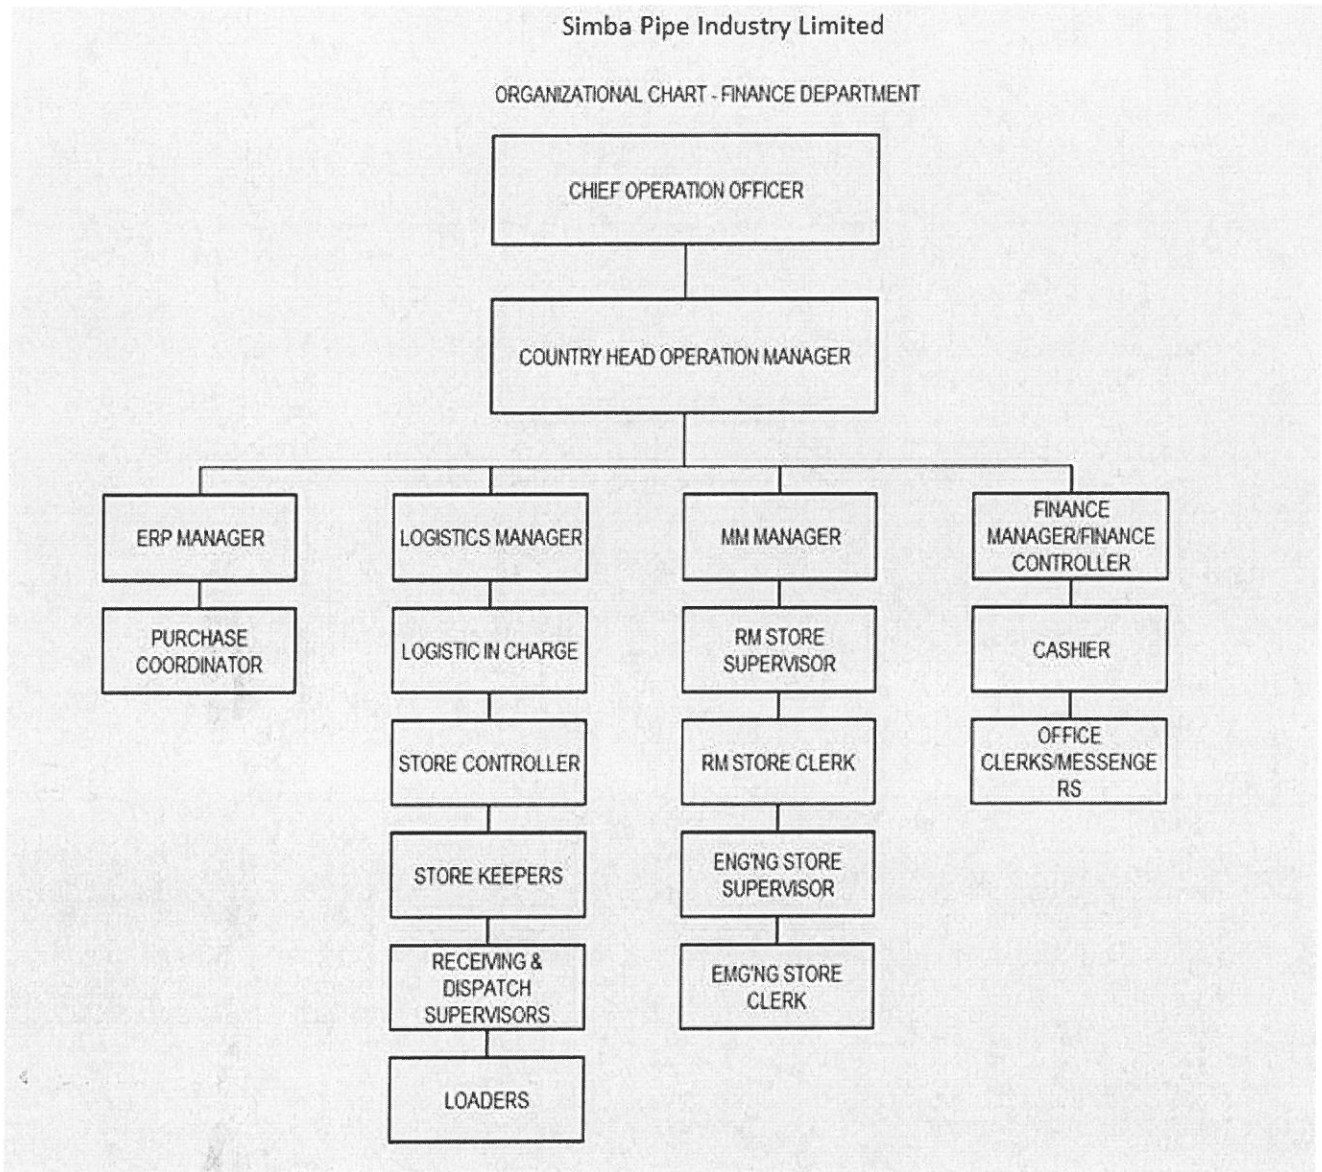 Simba Pipe Industry Limited
ORGANIZATIONAL CHART - FINANCE DEPARTMENT
CHIEF OPERATION OFFICER
COUNTRY HEAD OPERATION MANAGER
ERP MANAGER
PURCHASE
COORDINATOR
LOGISTICS MANAGER
LOGISTIC IN CHARGE
STORE CONTROLLER
STORE KEEPERS
RECEIVING &
DISPATCH
SUPERVISORS
LOADERS
MM MANAGER
RM STORE
SUPERVISOR
RM STORE CLERK
ENG'NG STORE
SUPERVISOR
EMG'NG STORE
CLERK
FINANCE
MANAGER/FINANCE
CONTROLLER
CASHIER
OFFICE
CLERKS/MESSENGE
RS